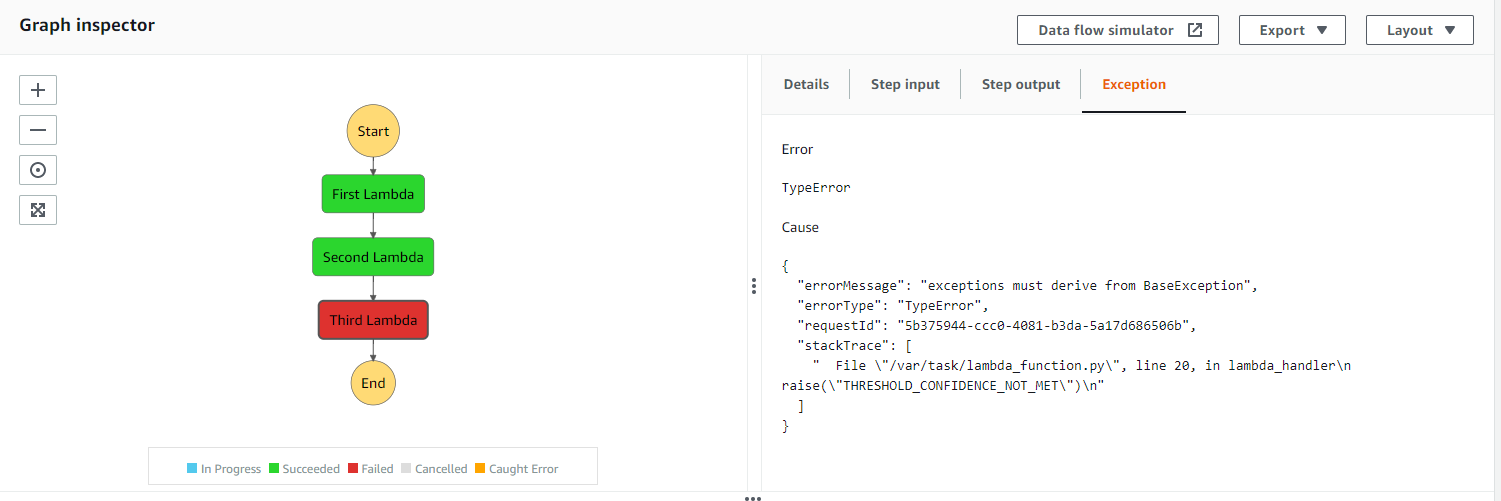 Graph inspector
Data flow simulator
Export
Layout
Start
First Lambda
Second Lambda
Third Lambda
End
In Progress Succeeded Failed Cancelled Caught Error
Details Step input Step output Exception
Error
TypeError
Cause
{
"errorMessage": "exceptions must derive from BaseException",
"errorType": "TypeError",
"requestId": "5b375944-ccc0-4081-b3da-5a17d686506b",
"stackTrace": [
"  File \"/var/task/lambda_function.py\", line 20, in lambda_handler\n
raise(\"THRESHOLD_CONFIDENCE_NOT_MET\")\n"
]
}